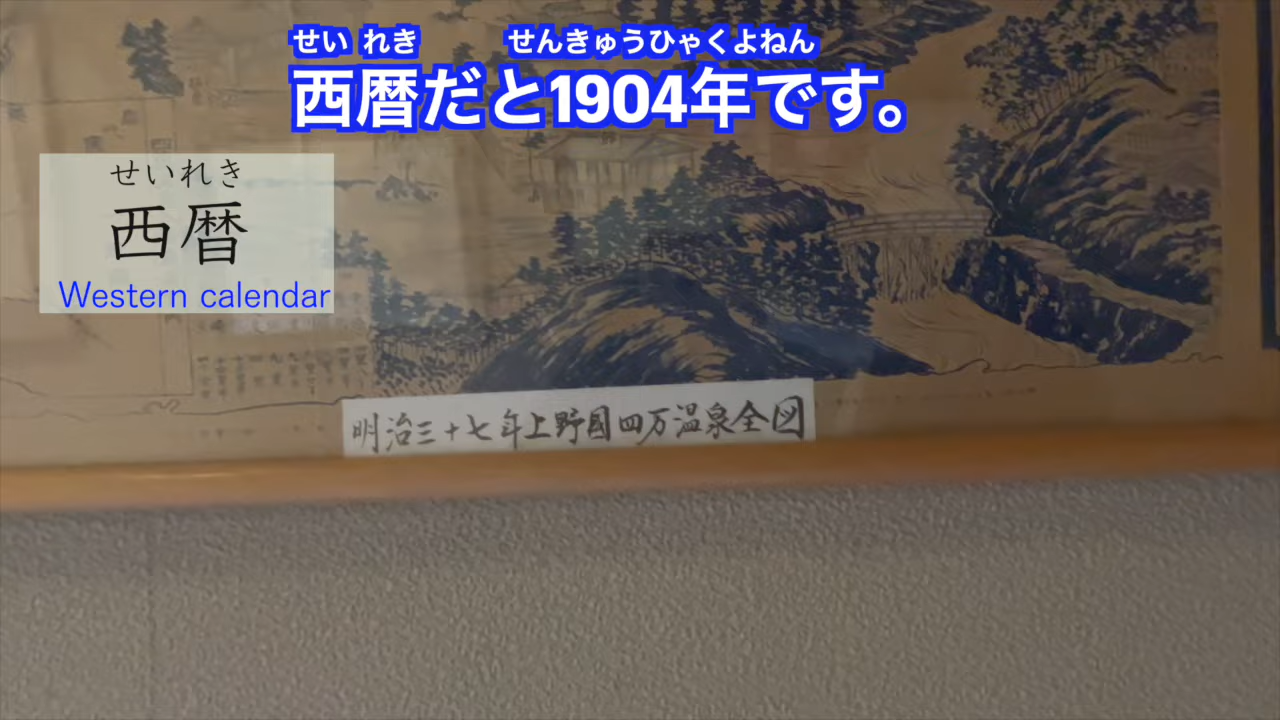 せい れき せんきゅうひゃくよねん
西暦だと1904年です。
せいれき
西暦
Western calendar
明治三十七年上野國四万温泉全図